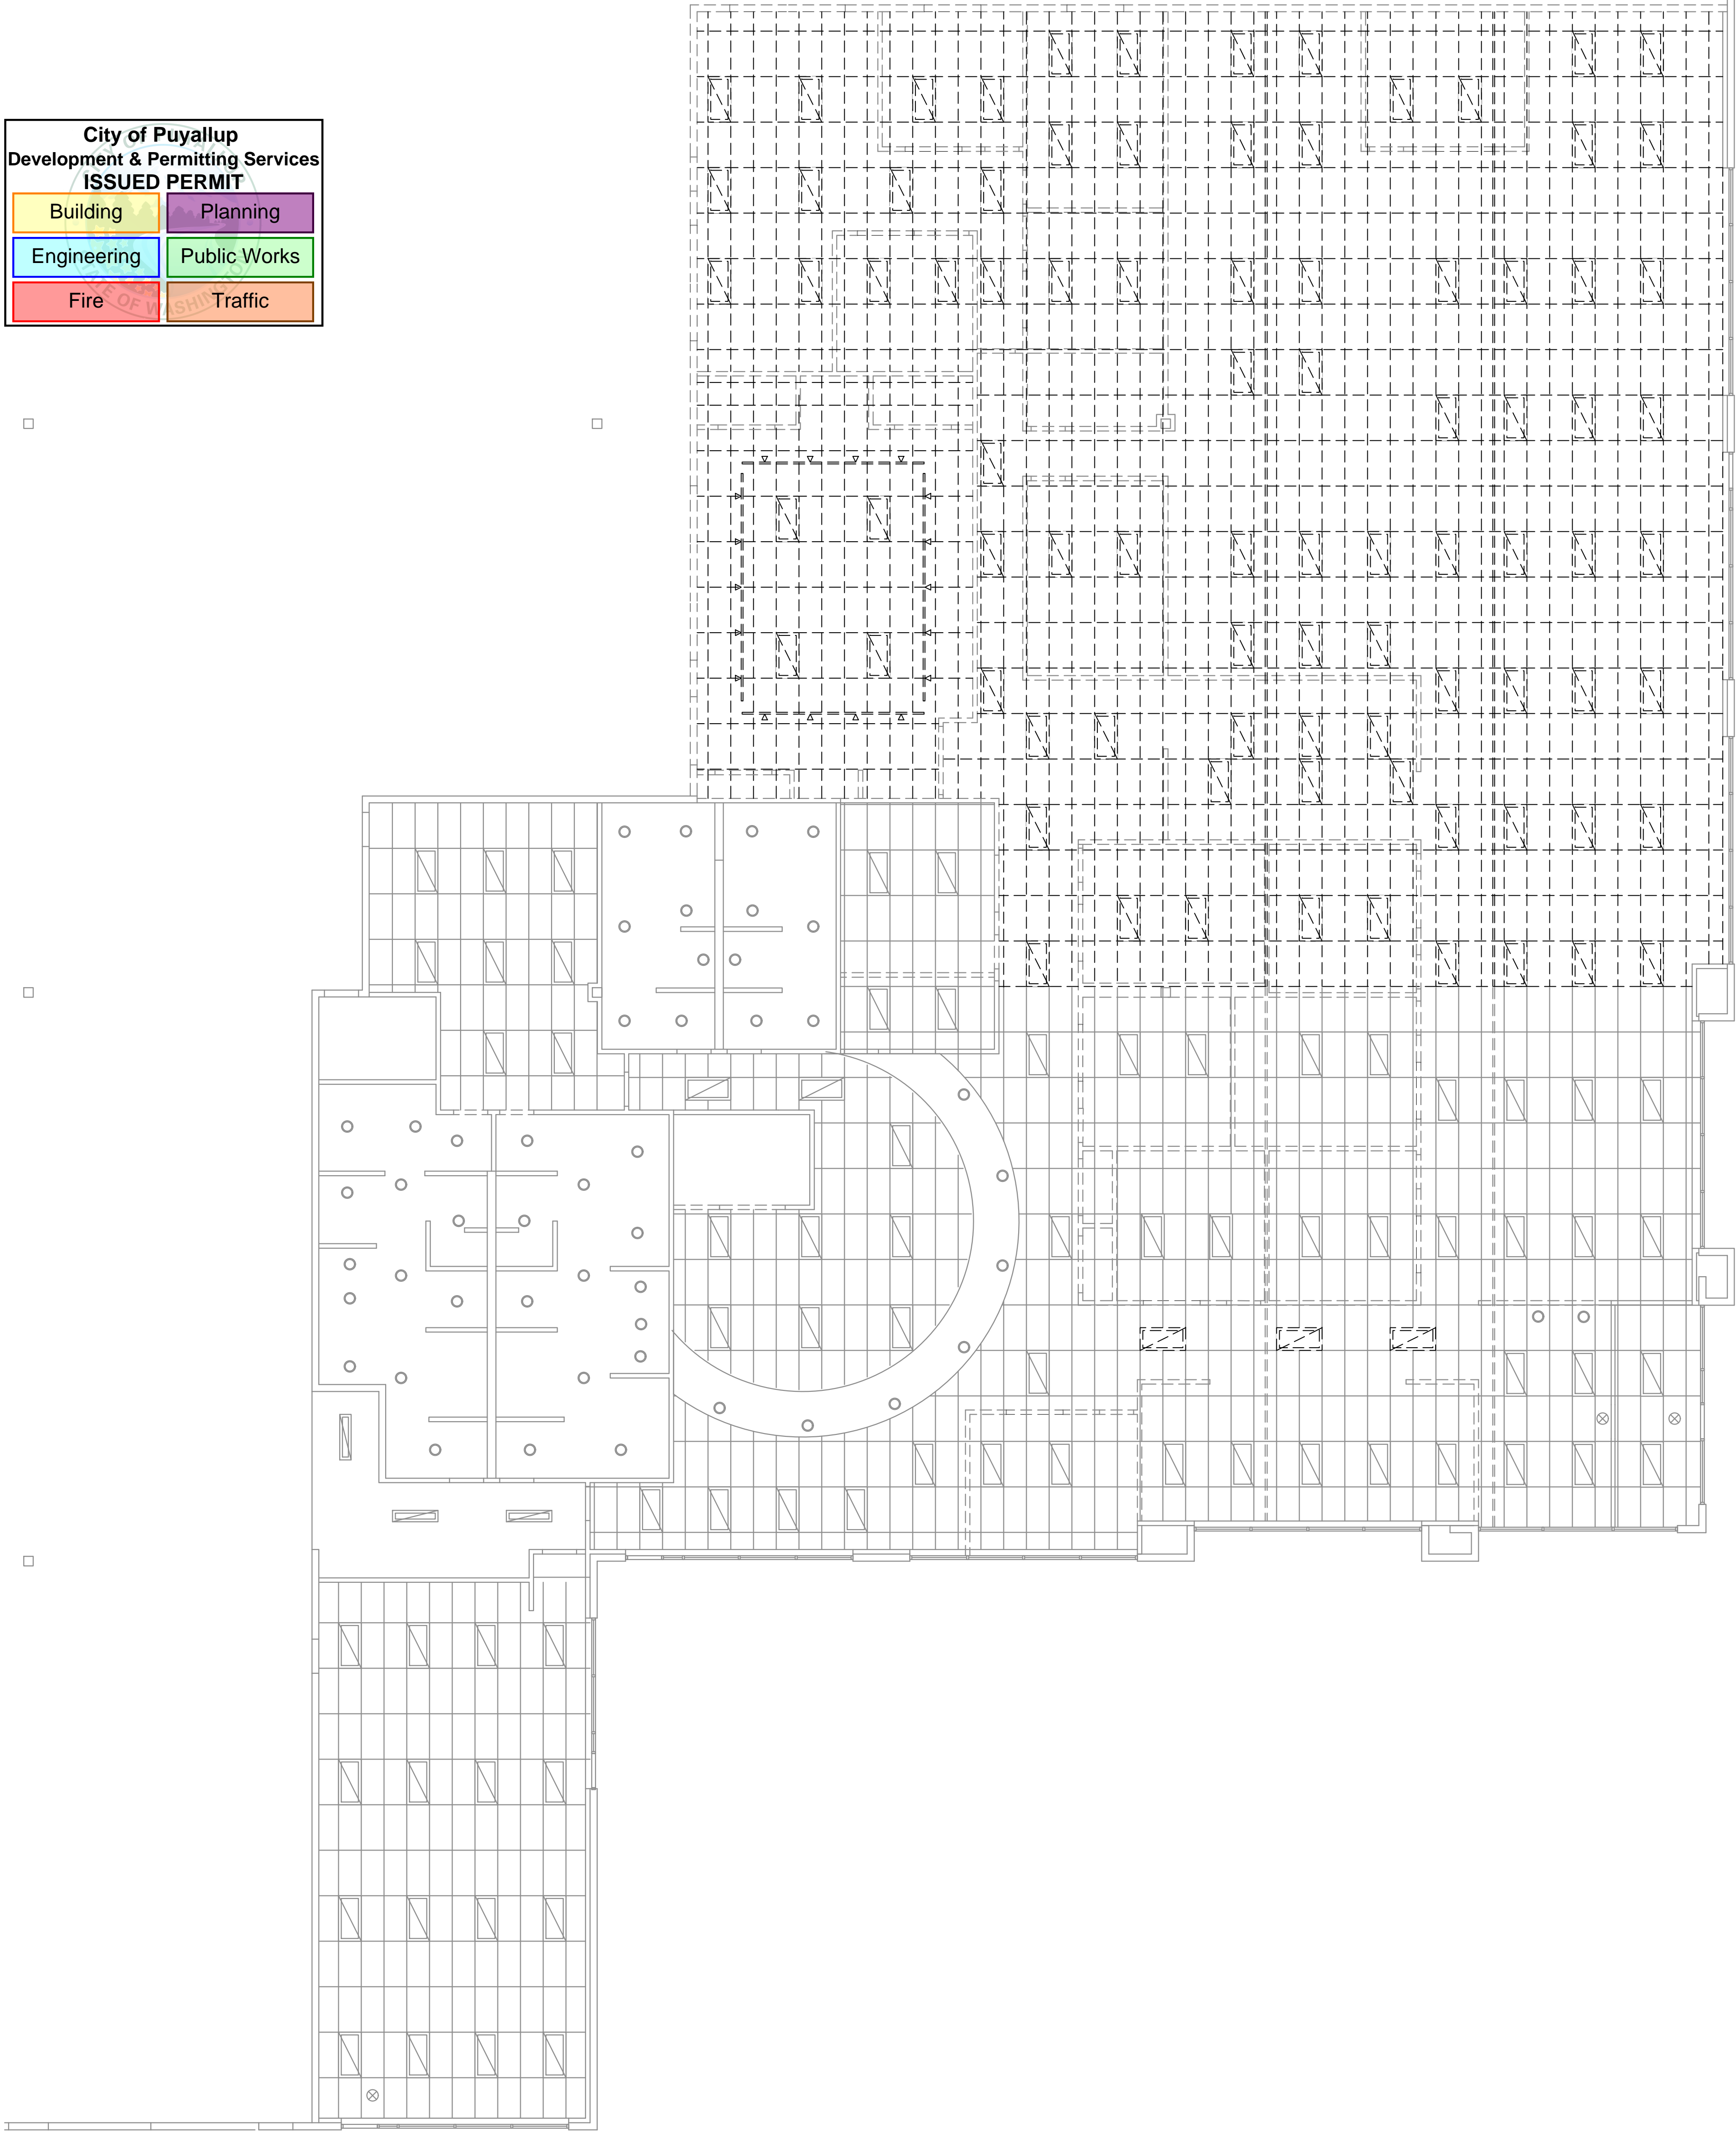 City of Puyallup
Development & Permitting Services
ISSUED PERMIT
Building
Planning
Engineering
Public Works
Fire
Traffic